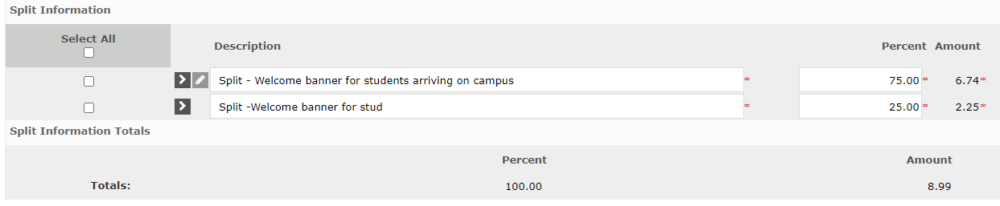 Split Information
Select All
Description Percent Amount
Split - Welcome banner for students arriving on campus * 75.00 * 6.74*
Split -Welcome banner for stud * 25.00 * 2.25*
Split Information Totals
Percent Amount
Totals: 100.00 8.99